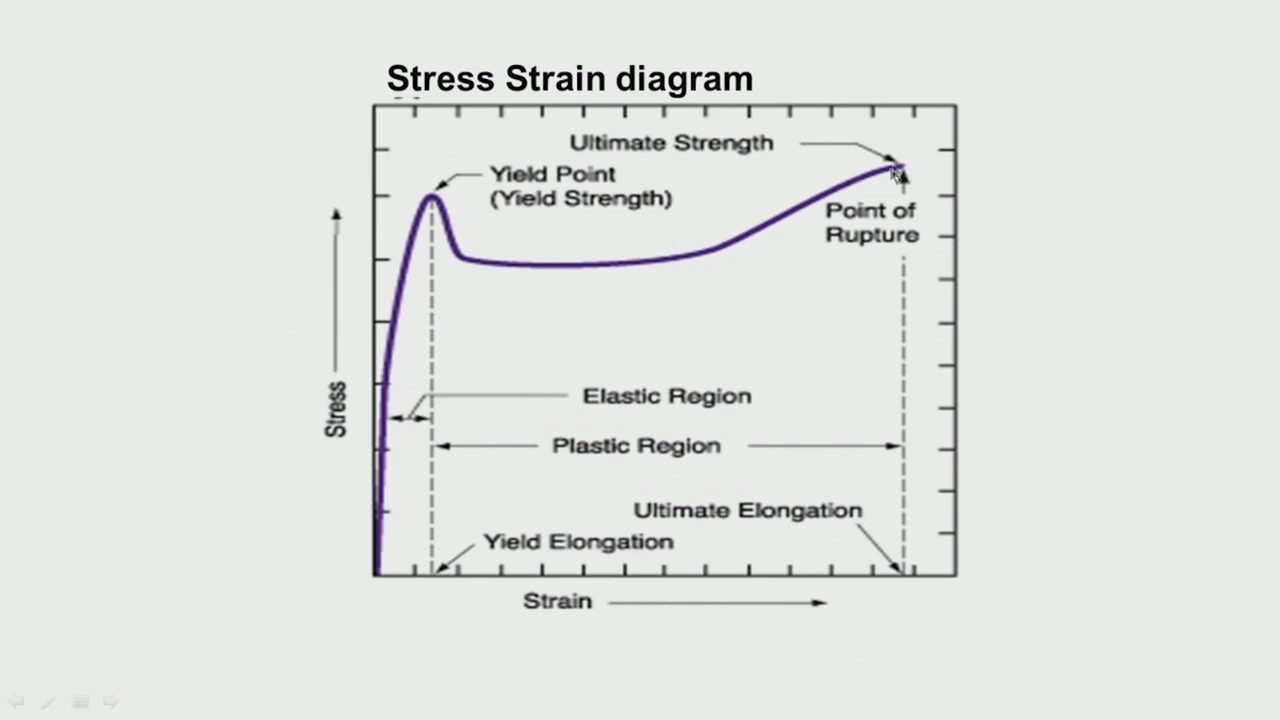 Stress Strain diagram
Ultimate Strength
Yield Point
(Yield Strength)
Point of
Rupture
Stress
Elastic Region
Plastic Region
Ultimate Elongation
Yield Elongation
Strain